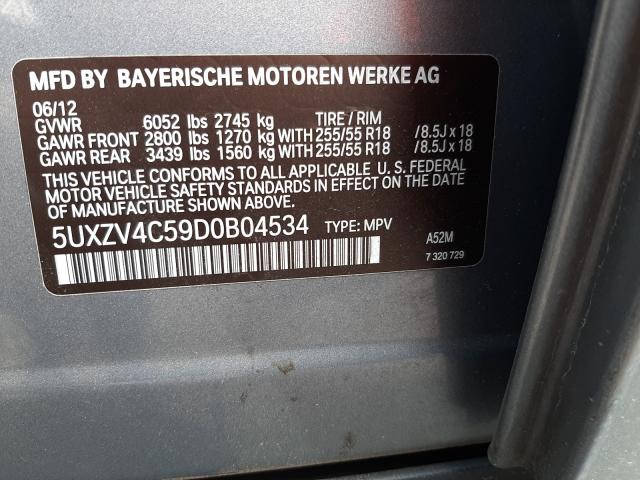 MFD BY BAYERISCHE MOTOREN WERKE AG
06/12
GVWR 6052 lbs 2745 kg TIRE / RIM
GAWR FRONT 2800 lbs 1270 kg WITH 255/55 R18 /8.5J x 18
GAWR REAR 3439 lbs 1560 kg WITH 255/55 R18 /8.5J x 18
THIS VEHICLE CONFORMS TO ALL APPLICABLE U. S. FEDERAL
MOTOR VEHICLE SAFETY STANDARDS IN EFFECT ON THE DATE
OF MANUFACTURE SHOWN ABOVE.
5UXZV4C59D0B04534 TYPE: MPV A52M
7 320 729